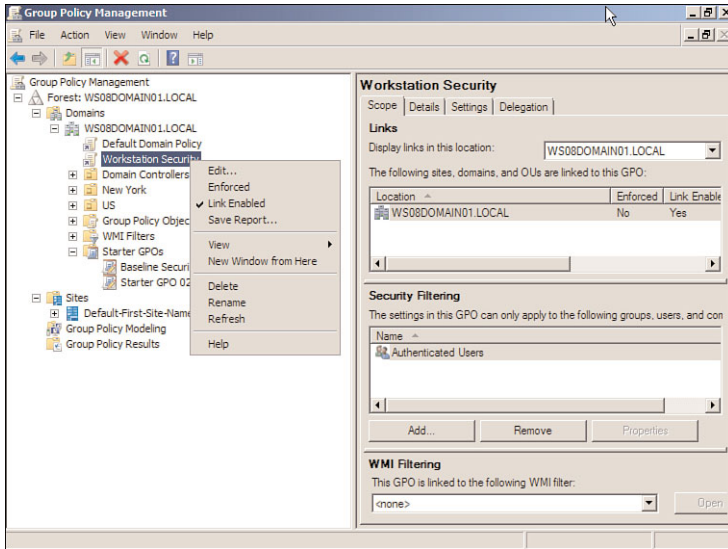 Group Policy Management
File Action View Window Help
Group Policy Management
Forest: WS08DOMAIN01.LOCAL
Domains
WS08DOMAIN01.LOCAL
Default Domain Policy
Workstation Security
Domain Controllers
New York
US
Group Policy Objec
WMI Filters
Starter GPOs
Baseline Securi
Starter GPO 02
Sites
Default-First-Site-Name
Group Policy Modeling
Group Policy Results
Edit...
Enforced
Link Enabled
Save Report...
View
New Window from Here
Delete
Rename
Refresh
Help
Workstation Security
Scope Details Settings Delegation
Links
Display links in this location: WS08DOMAIN01.LOCAL
The following sites, domains, and OUs are linked to this GPO:
Location Enforced Link Enable
WS08DOMAIN01.LOCAL No Yes
Security Filtering
The settings in this GPO can only apply to the following groups, users, and con
Name
Authenticated Users
Add... Remove Properties
WMI Filtering
This GPO is linked to the following WMI filter:
<none> Open